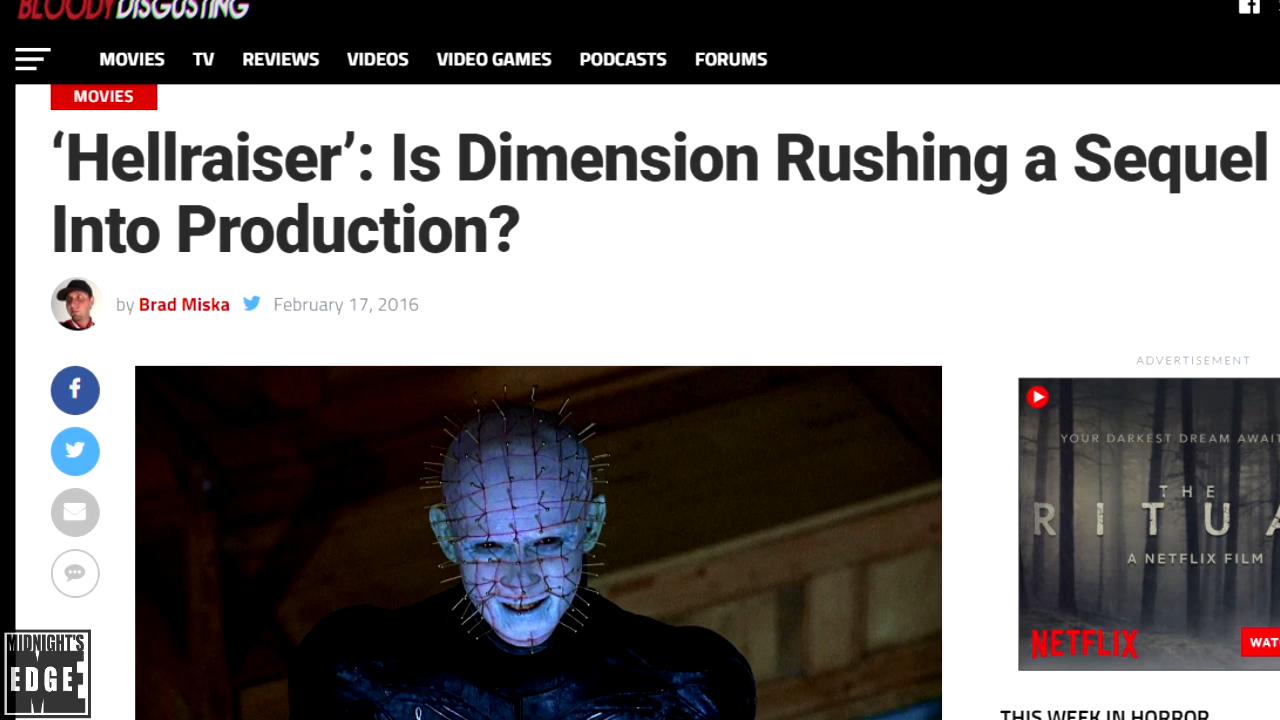 BLOODY DISGUSTING
MOVIES TV REVIEWS VIDEOS VIDEO GAMES PODCASTS FORUMS
MOVIES
‘Hellraiser’: Is Dimension Rushing a Sequel
Into Production?
by Brad Miska February 17, 2016
ADVERTISEMENT
YOUR DARKEST DREAM AWAIT
THE
RITUA
A NETFLIX FILM
NETFLIX
WAT
MIDNIGHT'S
EDGE
ME
THIS WEEK IN HORROR